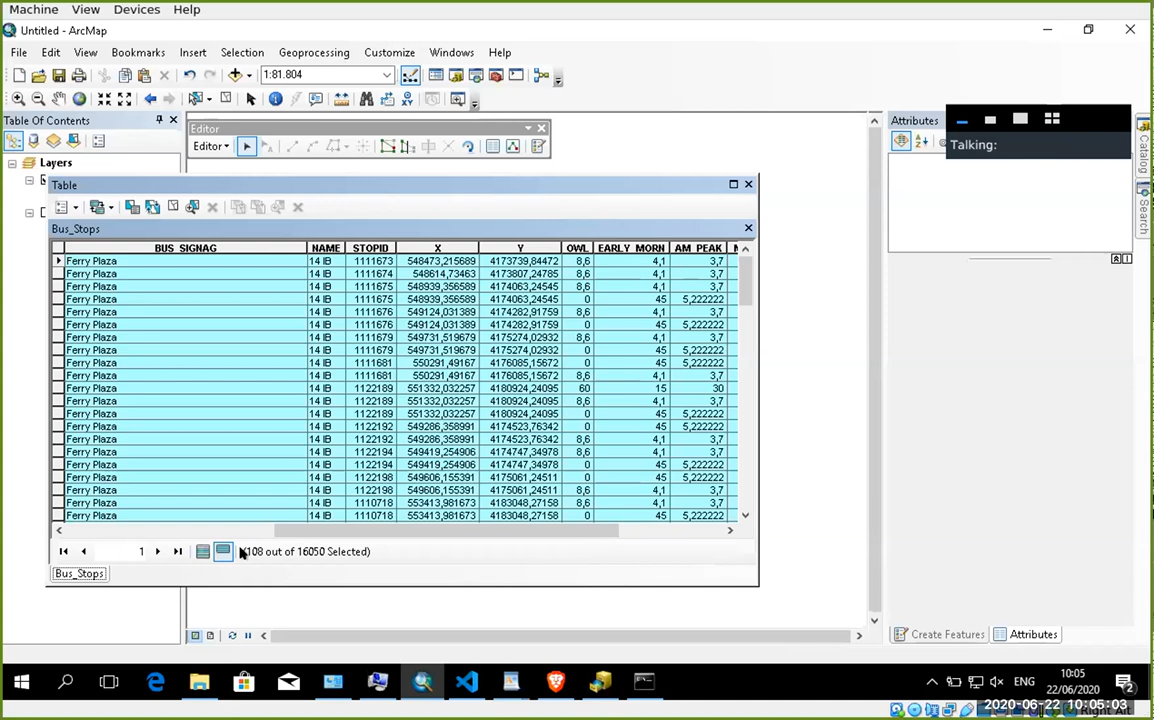 Machine View Devices Help
Untitled - ArcMap
File Edit View Bookmarks Insert Selection Geoprocessing Customize Windows Help
1:81.804
Table Of Contents
Layers
Editor
Editor
Attributes
Talking:
Catalog
Search
Table
Bus_Stops
BUS_SIGNAG NAME STOPID X Y OWL EARLY_MORN AM_PEAK
Ferry Plaza 14 IB 1111673 548473,215689 4173739,84472 8,6 4,1 3,7
Ferry Plaza 14 IB 1111674 548614,73463 4173807,24785 8,6 4,1 3,7
Ferry Plaza 14 IB 1111675 548939,356589 4174063,24545 8,6 4,1 3,7
Ferry Plaza 14 IB 1111675 548939,356589 4174063,24545 0 45 5,222222
Ferry Plaza 14 IB 1111676 549124,031389 4174282,91759 8,6 4,1 3,7
Ferry Plaza 14 IB 1111676 549124,031389 4174282,91759 0 45 5,222222
Ferry Plaza 14 IB 1111679 549731,519679 4175274,02932 8,6 4,1 3,7
Ferry Plaza 14 IB 1111679 549731,519679 4175274,02932 0 45 5,222222
Ferry Plaza 14 IB 1111681 550291,49167 4176085,15672 0 45 5,222222
Ferry Plaza 14 IB 1111681 550291,49167 4176085,15672 8,6 4,1 3,7
Ferry Plaza 14 IB 1122189 551332,032257 4180924,24095 60 15 30
Ferry Plaza 14 IB 1122189 551332,032257 4180924,24095 8,6 4,1 3,7
Ferry Plaza 14 IB 1122189 551332,032257 4180924,24095 0 45 5,222222
Ferry Plaza 14 IB 1122192 549286,358991 4174523,76342 0 45 5,222222
Ferry Plaza 14 IB 1122192 549286,358991 4174523,76342 8,6 4,1 3,7
Ferry Plaza 14 IB 1122194 549419,254906 4174747,34978 8,6 4,1 3,7
Ferry Plaza 14 IB 1122194 549419,254906 4174747,34978 0 45 5,222222
Ferry Plaza 14 IB 1122198 549606,155391 4175061,24511 0 45 5,222222
Ferry Plaza 14 IB 1122198 549606,155391 4175061,24511 8,6 4,1 3,7
Ferry Plaza 14 IB 1110718 553413,981673 4183048,27158 8,6 4,1 3,7
Ferry Plaza 14 IB 1110718 553413,981673 4183048,27158 0 45 5,222222
1 (108 out of 16050 Selected)
Bus_Stops
Create Features Attributes
ENG
10:05
22/06/2020
2
2020-06-22 10:05:03